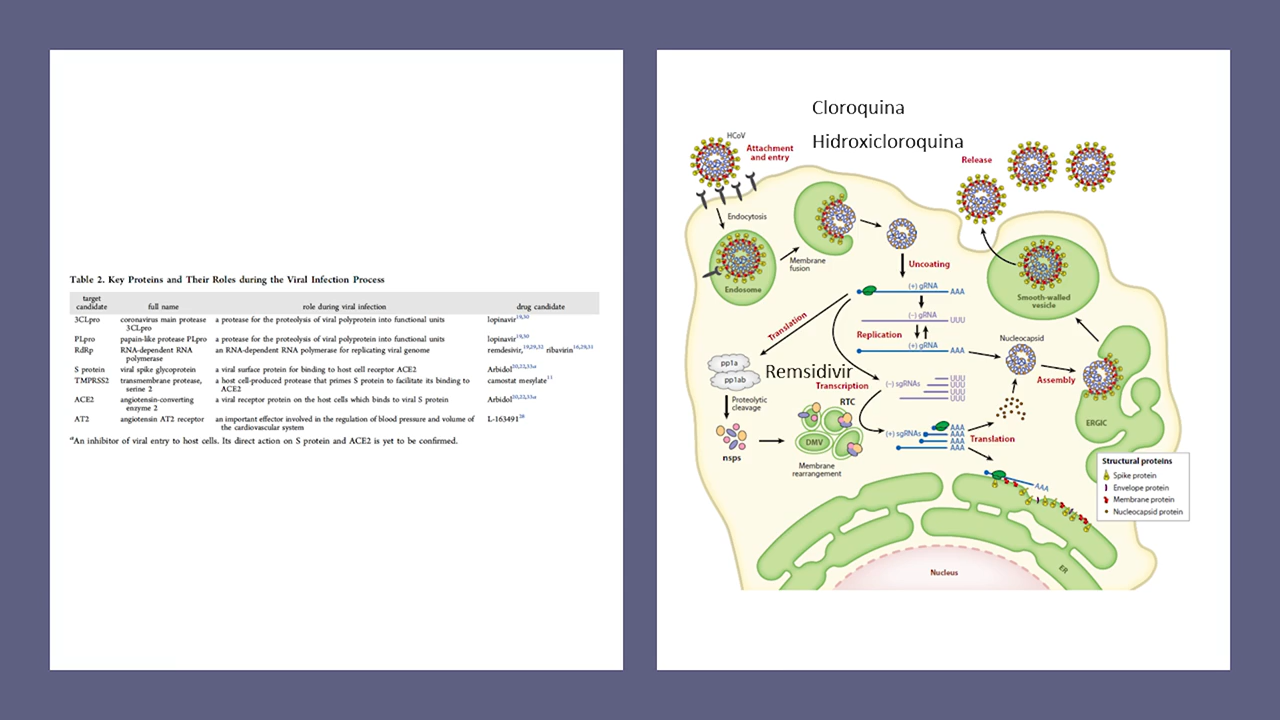 Table 2. Key Proteins and Their Roles during the Viral Infection Process
target candidate full name role during viral infection drug candidate
3CLpro coronavirus main protease 3CLpro a protease for the proteolysis of viral polyprotein into functional units lopinavir
PLpro papain-like protease PLpro a protease for the proteolysis of viral polyprotein into functional units lopinavir
RdRp RNA-dependent RNA polymerase an RNA-dependent RNA polymerase for replicating viral genome remdesivir, ribavirin
S protein viral spike glycoprotein a viral surface protein for binding to host cell receptor ACE2 Arbidol
TMPRSS2 transmembrane protease, serine 2 a host cell-produced protease that primes S protein to facilitate its binding to ACE2 camostat mesylate
ACE2 angiotensin-converting enzyme 2 a viral receptor protein on the host cells which binds to viral S protein Arbidol
AT2 angiotensin AT2 receptor an important effector involved in the regulation of blood pressure and volume of the cardiovascular system L-163491
aAn inhibitor of viral entry to host cells. Its direct action on S protein and ACE2 is yet to be confirmed.
Cloroquina
Hidroxicloroquina
HCoV
Attachment
and entry
Release
Endocytosis
Membrane
fusion
Endosome
Uncoating
(+) gRNA AAA
Smooth-walled
vesicle
Translation
(−) gRNA UUU
Replication
(+) gRNA AAA
Nucleocapsid
pp1a
pp1ab
Remsidivir
Transcription
(−) sgRNAs
UUU
UUU
UUU
UUU
Assembly
Proteolytic
cleavage
RTC
ERGIC
DMV
(+) sgRNAs
AAA
AAA
AAA
AAA
Translation
nsps
Membrane
rearrangement
AAA
Structural proteins
Spike protein
Envelope protein
Membrane protein
Nucleocapsid protein
ER
Nucleus